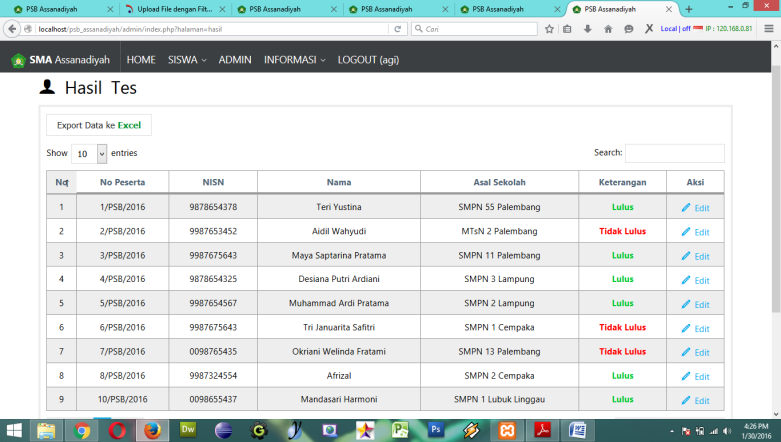 PSB Assanadiyah × Upload File dengan Filt... × PSB Assanadiyah × PSB Assanadiyah × PSB Assanadiyah × PSB Assanadiyah × +
localhost/psb_assanadiyah/admin/index.php?halaman=hasil Cari Local | off IP : 120.168.0.81
SMA Assanadiyah HOME SISWA ADMIN INFORMASI LOGOUT (agi)
Hasil Tes
Export Data ke Excel
Show 10 entries Search:
No No Peserta NISN Nama Asal Sekolah Keterangan Aksi
1 1/PSB/2016 9878654378 Teri Yustina SMPN 55 Palembang Lulus Edit
2 2/PSB/2016 9987653452 Aidil Wahyudi MTsN 2 Palembang Tidak Lulus Edit
3 3/PSB/2016 9987675643 Maya Saptarina Pratama SMPN 11 Palembang Lulus Edit
4 4/PSB/2016 9878654325 Desiana Putri Ardiani SMPN 3 Lampung Lulus Edit
5 5/PSB/2016 9987654567 Muhammad Ardi Pratama SMPN 2 Lampung Lulus Edit
6 6/PSB/2016 9987675643 Tri Januarita Safitri SMPN 1 Cempaka Tidak Lulus Edit
7 7/PSB/2016 0098765435 Okriani Welinda Fratami SMPN 13 Palembang Tidak Lulus Edit
8 8/PSB/2016 9987324554 Afrizal SMPN 2 Cempaka Lulus Edit
9 10/PSB/2016 0098655437 Mandasari Harmoni SMPN 1 Lubuk Linggau Lulus Edit
Dw Ps
4:26 PM
1/30/2016